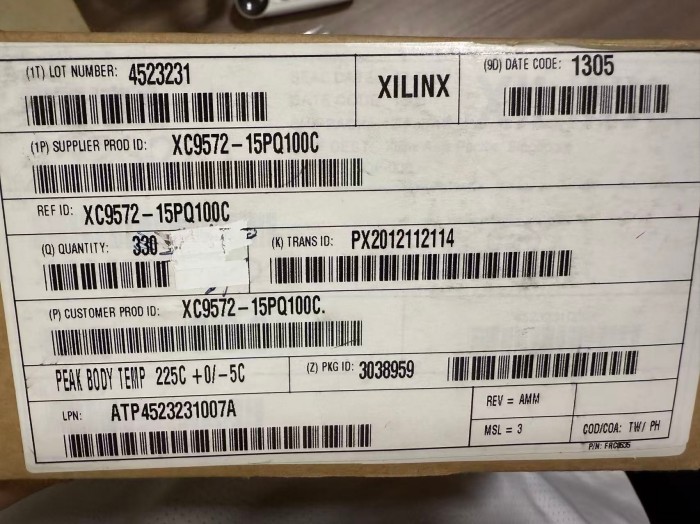 (1T) LOT NUMBER: 4523231
XILINX
(9D) DATE CODE: 1305
(1P) SUPPLIER PROD ID: XC9572-15PQ100C
REF ID: XC9572-15PQ100C
(Q) QUANTITY: 330
(K) TRANS ID: PX2012112114
(P) CUSTOMER PROD ID: XC9572-15PQ100C.
PEAK BODY TEMP 225C +0/-5C
(Z) PKG ID: 3038959
LPN: ATP4523231007A
REV = AMM
MSL = 3
COD/COA: TW/ PH
P/N: